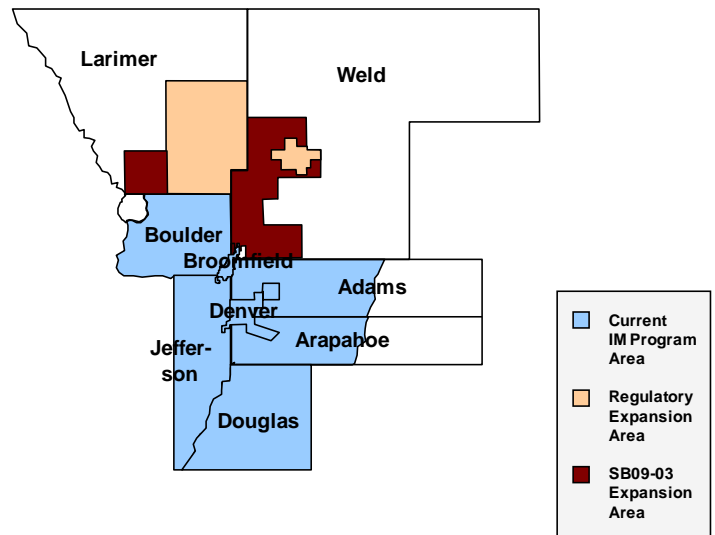 Larimer
Weld
Boulder
Broomfield
Adams
Denver
Arapahoe
Jeffer-
son
Douglas
Current
IM Program
Area
Regulatory
Expansion
Area
SB09-03
Expansion
Area